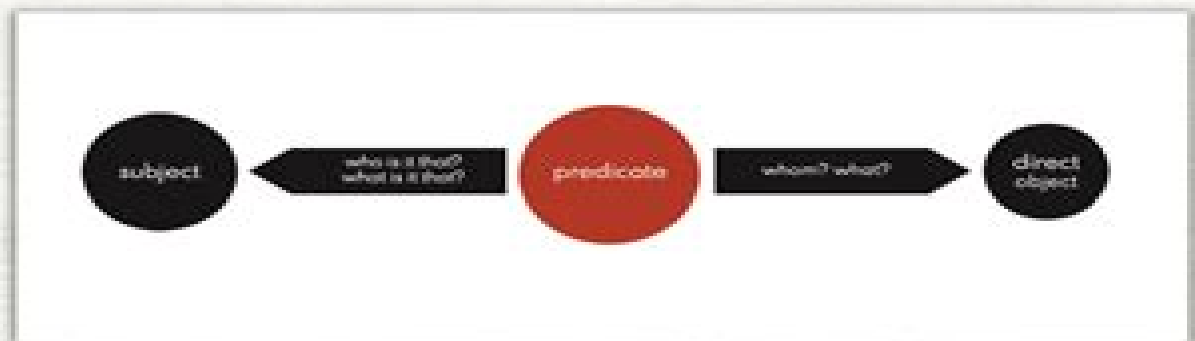 subject
who is it that?
what is it that?
predicate
whom? what?
direct
object